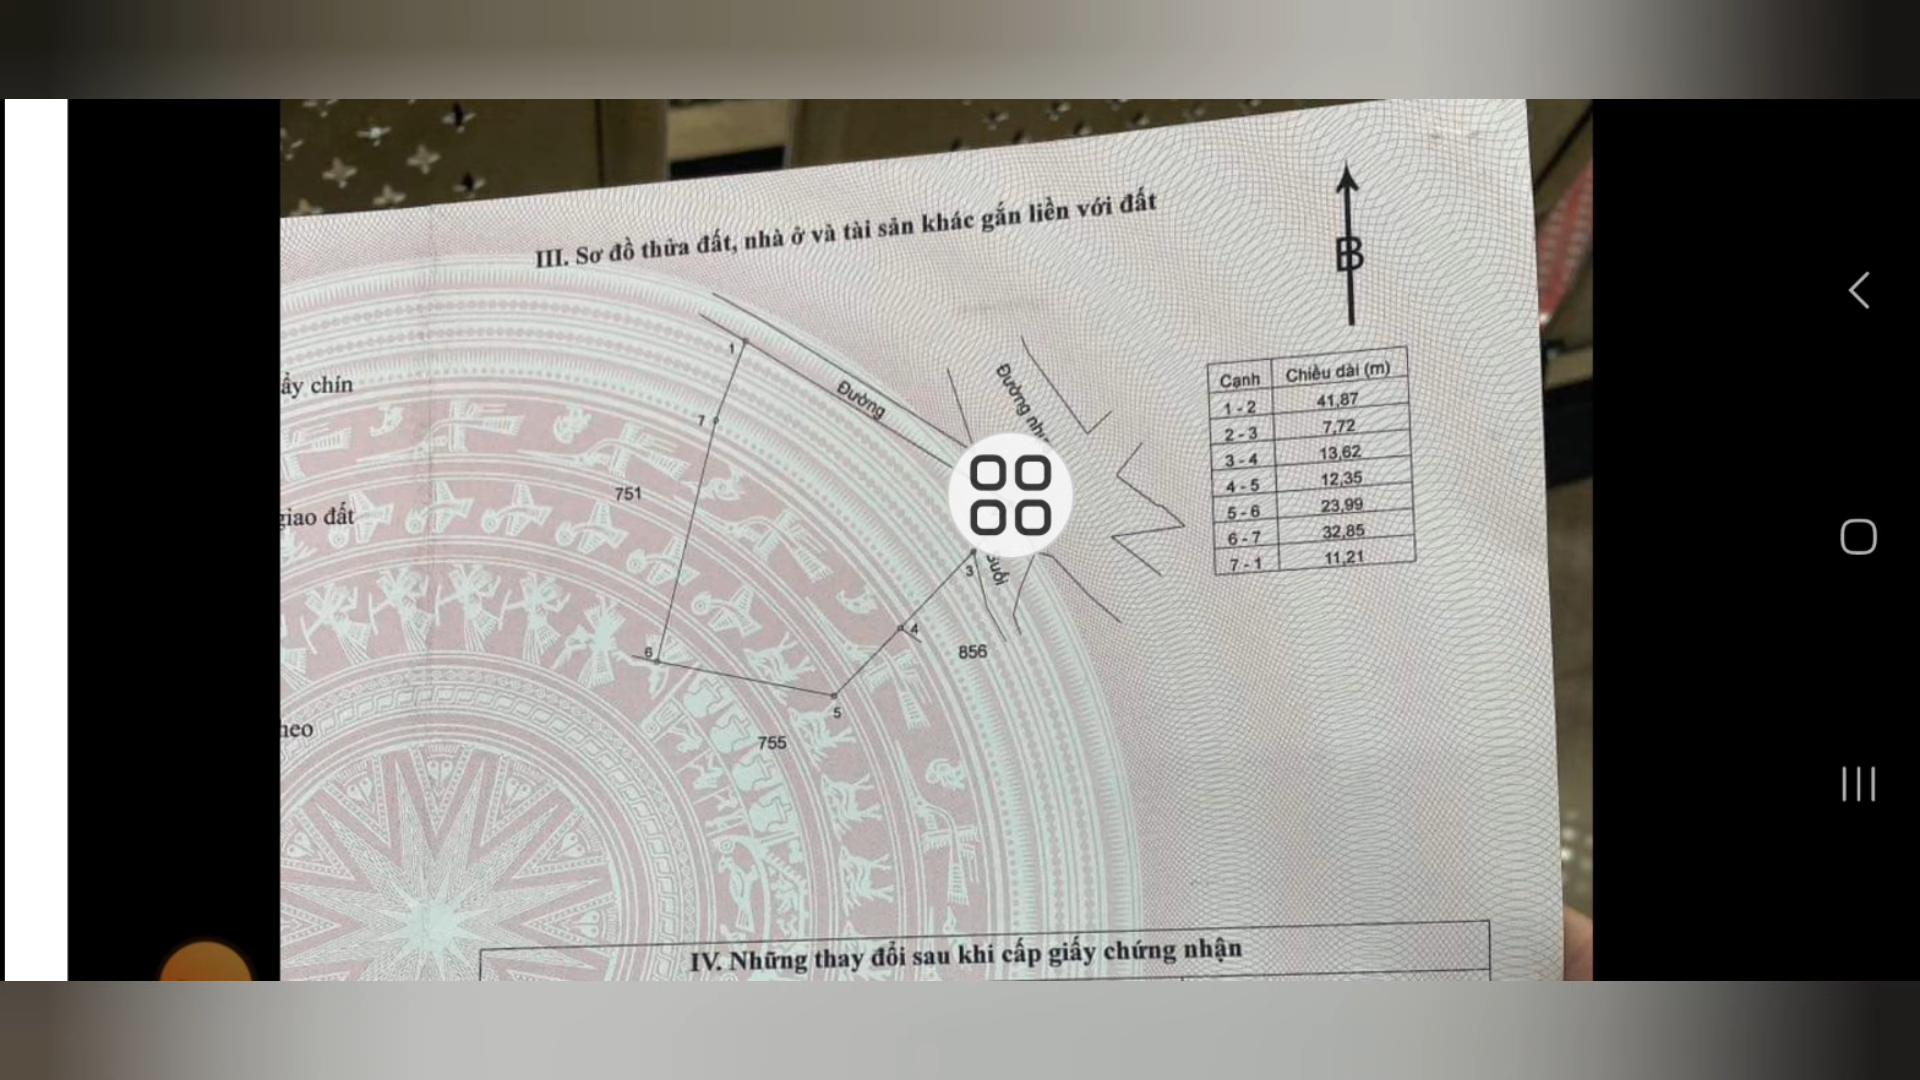 III. Sơ đồ thửa đất, nhà ở và tài sản khác gắn liền với đất
B
1
Đường
Đường
7
751
3
4
856
6
5
755
Cạnh Chiều dài (m)
1 - 2 41,87
2 - 3 7,72
3 - 4 13,62
4 - 5 12,35
5 - 6 23,99
6 - 7 32,85
7 - 1 11,21
chín
giao đất
IV. Những thay đổi sau khi cấp giấy chứng nhận